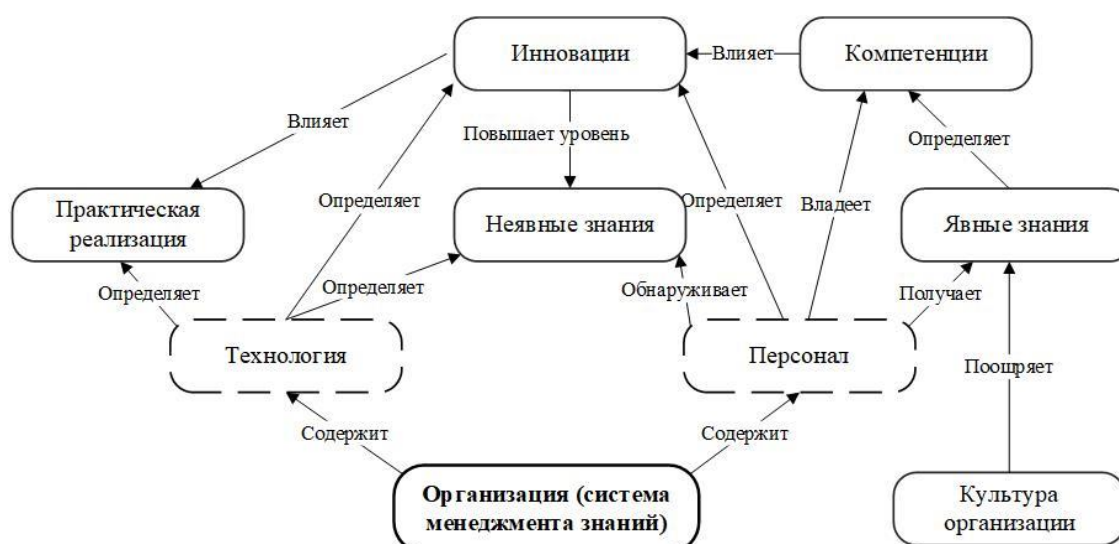 Инновации
Компетенции
Влияет
Влияет
Повышает уровень
Определяет
Практическая
реализация
Определяет
Неявные знания
Определяет
Владеет
Явные знания
Определяет
Определяет
Обнаруживает
Получает
Технология
Персонал
Поощряет
Содержит
Содержит
Организация (система
менеджмента знаний)
Культура
организации